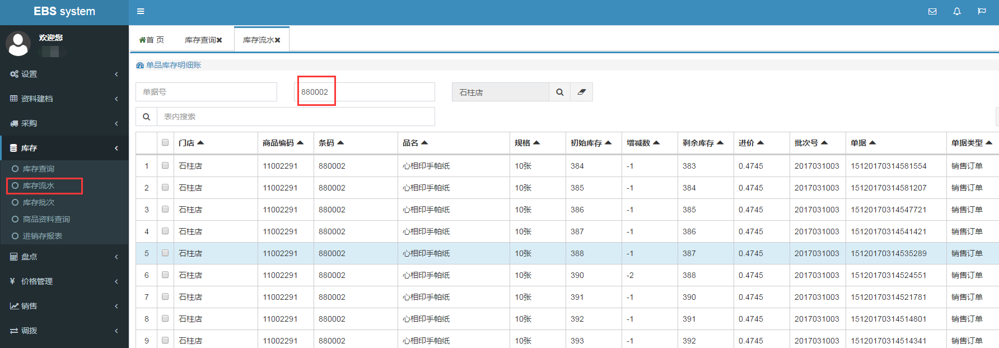 EBS system
欢迎您
设置
资料建档
采购
库存
库存查询
库存流水
库存批次
商品资料查询
进销存报表
盘点
¥ 价格管理
销售
调拨
首 页 库存查询 库存流水
单品库存明细账
单据号 880002 石柱店
表内搜索
门店 商品编码 条码 品名 规格 初始库存 增减数 剩余库存 进价 批次号 单据 单据类型
1 石柱店 11002291 880002 心相印手帕纸 10张 384 -1 383 0.4745 2017031003 15120170314581554 销售订单
2 石柱店 11002291 880002 心相印手帕纸 10张 385 -1 384 0.4745 2017031003 15120170314581207 销售订单
3 石柱店 11002291 880002 心相印手帕纸 10张 386 -1 385 0.4745 2017031003 15120170314547721 销售订单
4 石柱店 11002291 880002 心相印手帕纸 10张 387 -1 386 0.4745 2017031003 15120170314541421 销售订单
5 石柱店 11002291 880002 心相印手帕纸 10张 388 -1 387 0.4745 2017031003 15120170314535289 销售订单
6 石柱店 11002291 880002 心相印手帕纸 10张 390 -2 388 0.4745 2017031003 15120170314524551 销售订单
7 石柱店 11002291 880002 心相印手帕纸 10张 391 -1 390 0.4745 2017031003 15120170314521781 销售订单
8 石柱店 11002291 880002 心相印手帕纸 10张 392 -1 391 0.4745 2017031003 15120170314514801 销售订单
9 石柱店 11002291 880002 心相印手帕纸 10张 393 -1 392 0.4745 2017031003 15120170314514341 销售订单